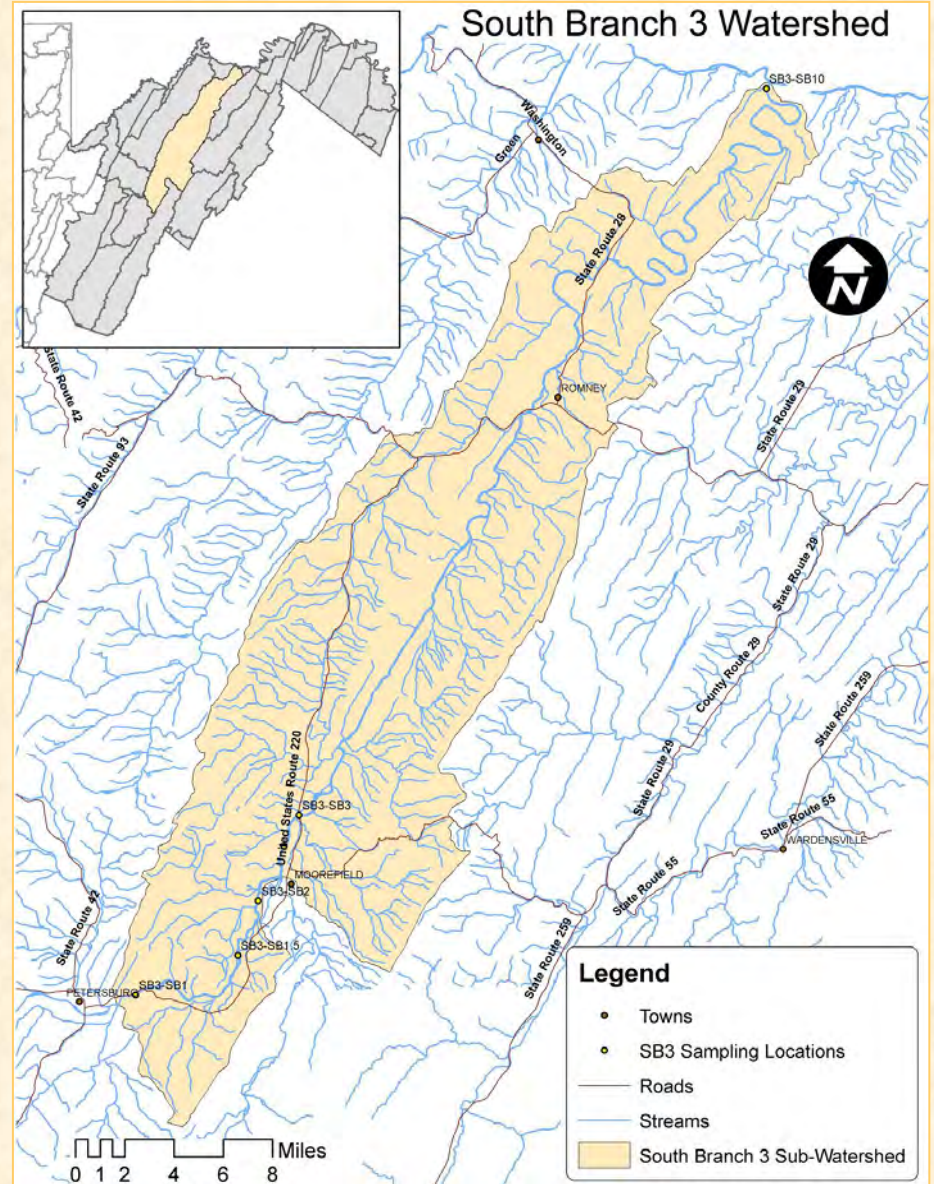 South Branch 3 Watershed
SB3-SB10
Washington
Green
State Route 28
State Route 42
State Route 93
ROMNEY
State Route 29
State Route 29
County Route 29
State Route 259
State Route 29
United States Route 220
SB3-SB3
State Route 55
WARDENSVILLE
MOOREFIELD
SB3-SB2
State Route 55
State Route 42
SB3-SB1.5
State Route 259
SB3-SB1
PETERSBURG
N
Legend
Towns
SB3 Sampling Locations
Roads
Streams
South Branch 3 Sub-Watershed
Miles
0 1 2 4 6 8